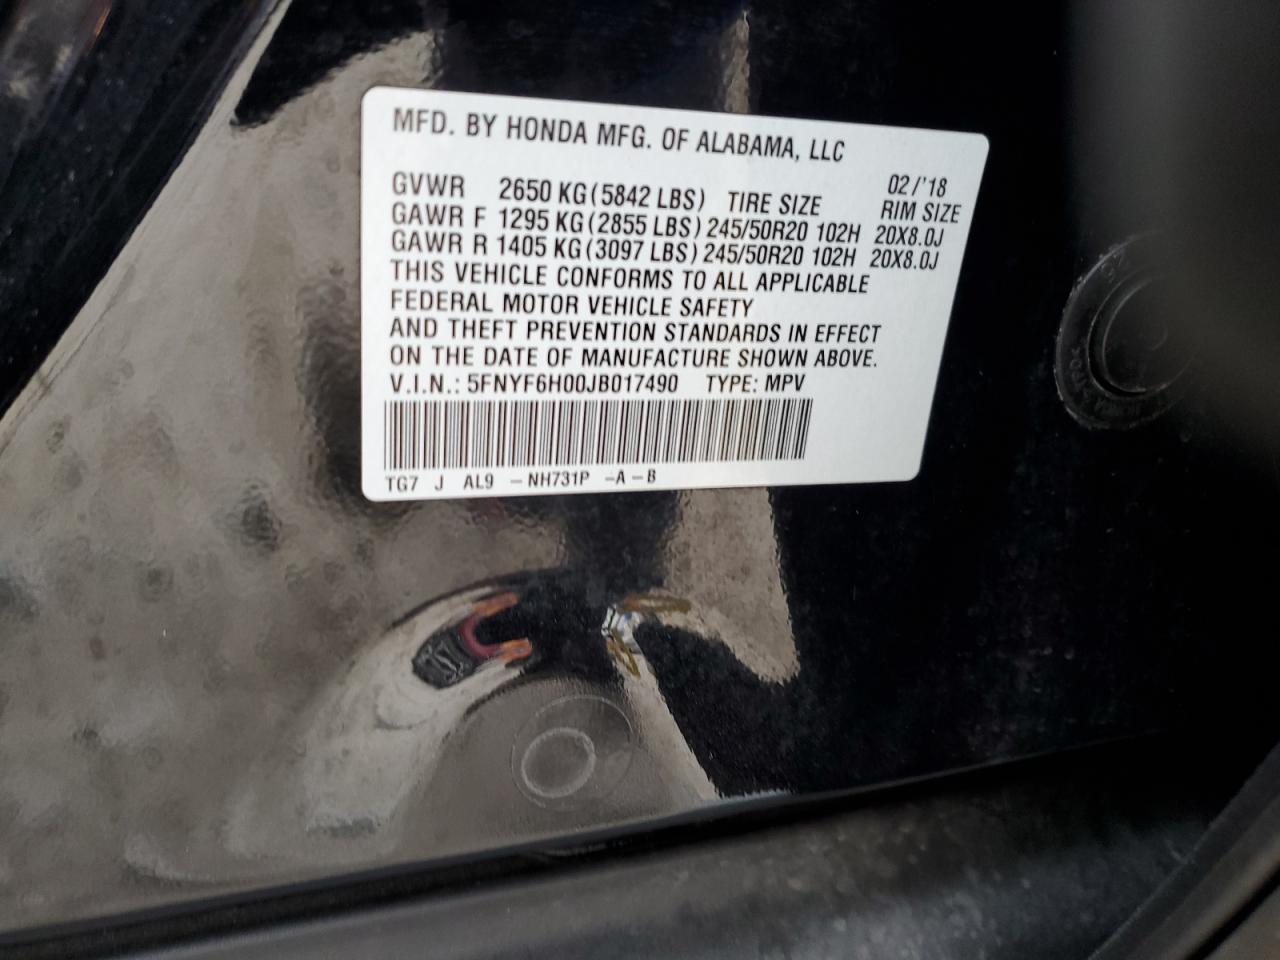 MFD. BY HONDA MFG. OF ALABAMA, LLC
02/'18
GVWR 2650 KG(5842 LBS) TIRE SIZE RIM SIZE
GAWR F 1295 KG(2855 LBS)245/50R20 102H 20X8.0J
GAWR R 1405 KG(3097 LBS)245/50R20 102H 20X8.0J
THIS VEHICLE CONFORMS TO ALL APPLICABLE
FEDERAL MOTOR VEHICLE SAFETY
AND THEFT PREVENTION STANDARDS IN EFFECT
ON THE DATE OF MANUFACTURE SHOWN ABOVE.
V.I.N.: 5FNYF6H00JB017490 TYPE: MPV
TG7 J AL9 -NH731P -A-B